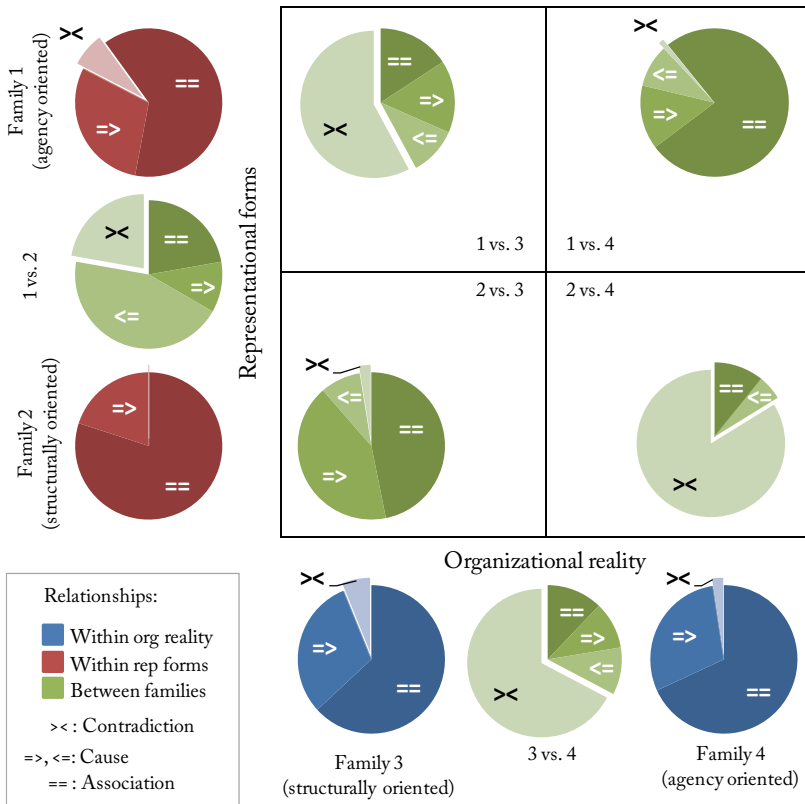 ><
==
=>
Family 1
(agency oriented)
><
==
=>
<=
1 vs. 2
=>
==
Family 2
(structurally oriented)
Representational forms
==
=>
<=
><
1 vs. 3
><
<=
=>
==
1 vs. 4
2 vs. 3
><
<=
==
=>
2 vs. 4
==
<=
><
Organizational reality
><
=>
==
Family 3
(structurally oriented)
==
=>
<=
><
3 vs. 4
><
=>
==
Family 4
(agency oriented)
Relationships:
Within org reality
Within rep forms
Between families
>< : Contradiction
=>, <=: Cause
== : Association